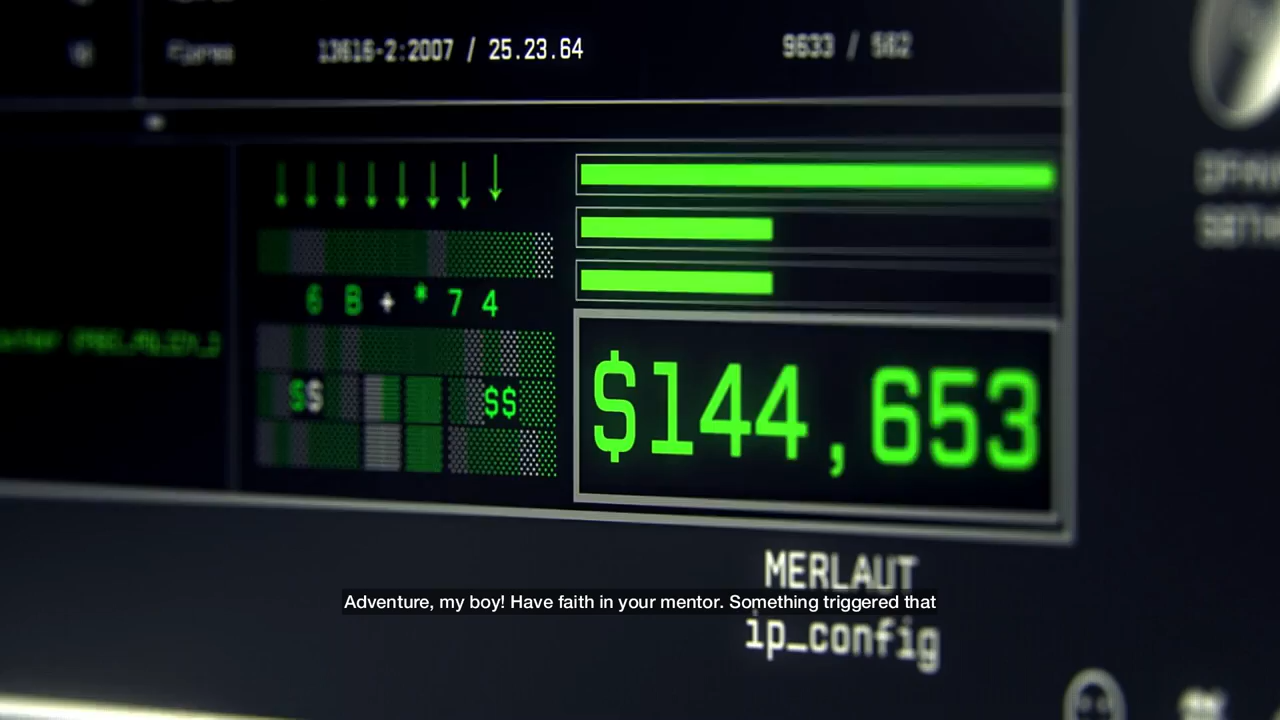 13616-2:2007 / 25.23.64
9633 / 562
6 B + * 7 4
$$ $$
$144,653
MERLAUT
Adventure, my boy! Have faith in your mentor. Something triggered that
ip_config